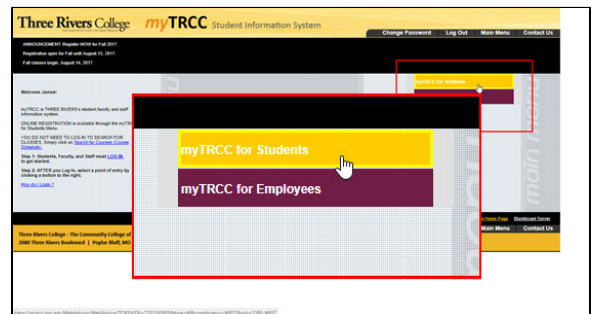 Three Rivers College myTRCC Student Information System
Change Password Log Out Main Menu Contact Us
ANNOUNCEMENT: Register NOW for Fall 2017.
Registration open for Fall until August 13, 2017.
Fall classes begin, August 14, 2017.
myTRCC for Students
Welcome James!
myTRCC is THREE RIVERS's student faculty and staff
information system.
ONLINE REGISTRATION is available through the myTR
for Students Menu.
YOU DO NOT NEED TO LOG IN TO SEARCH FOR
CLASSES. Simply click on Search for Courses (Course
Schedule).
Step 1: Students, Faculty, and Staff must LOG IN
to get started.
Step 2: AFTER you Log In, select a point of entry by
clicking a button to the right.
How do I Login ?
main menu
myTRCC for Students
myTRCC for Employees
Home Page Blackboard Server
Main Menu Contact Us
Three Rivers College - The Community College of
2080 Three Rivers Boulevard | Poplar Bluff, MO